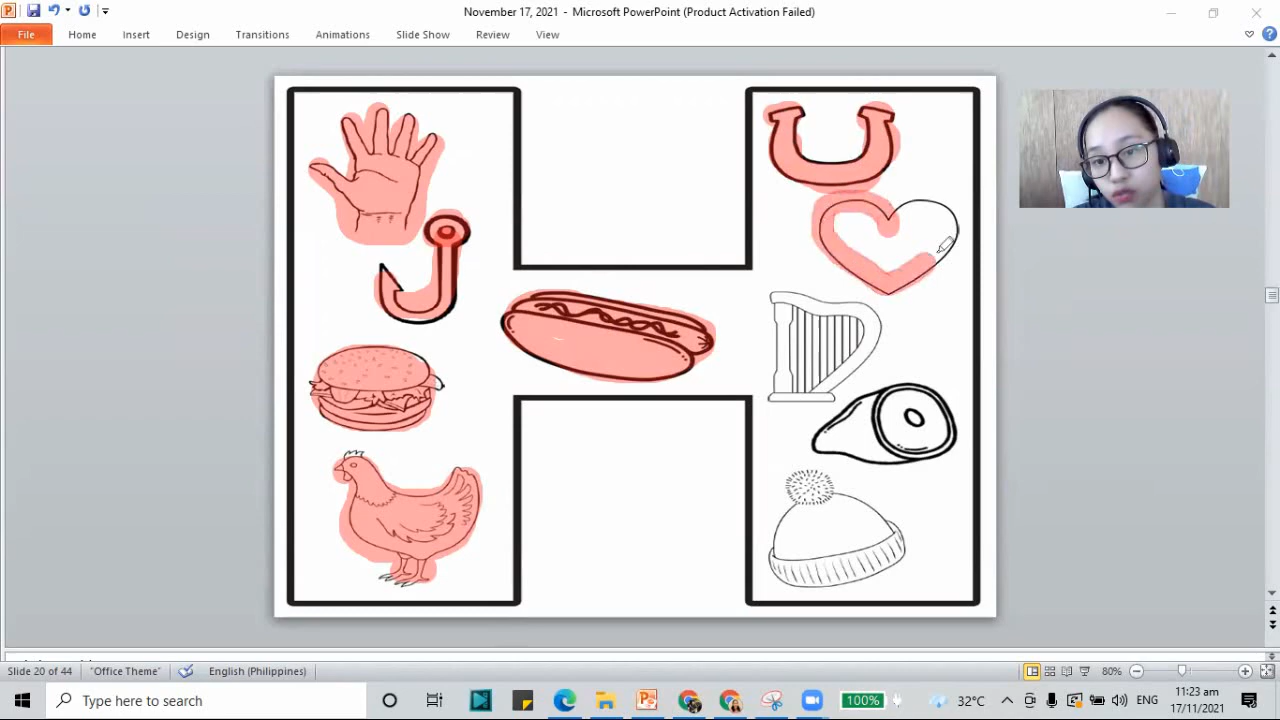 November 17, 2021 - Microsoft PowerPoint (Product Activation Failed)
File Home Insert Design Transitions Animations Slide Show Review View
Slide 20 of 44 "Office Theme" English (Philippines) 80%
Type here to search 100% 32°C ENG 11:23 am
17/11/2021